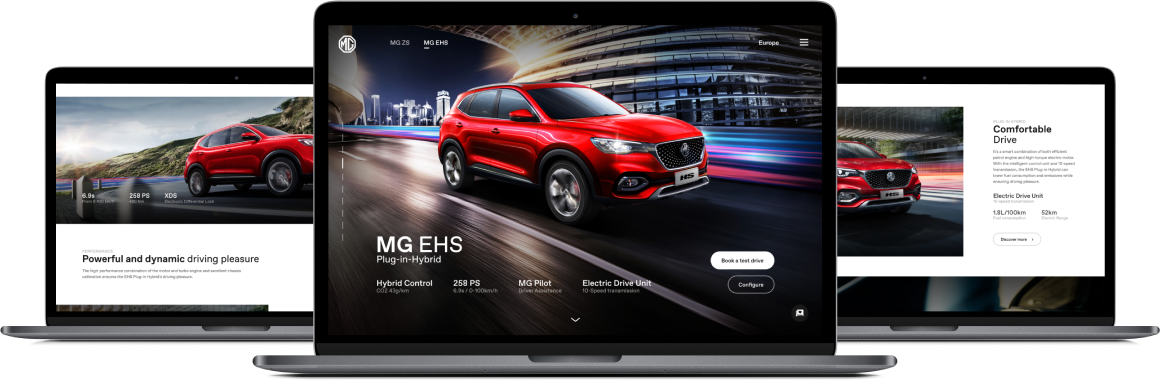 6.9s
258 PS
XDS
Electronic Differential Lock
PERFORMANCE
Powerful and dynamic driving pleasure
The high performance combination of the motor and turbo engine and excellent chassis
calibration ensures the EHS Plug-in Hybrid's driving pleasure.
MG
MG ZS
MG EHS
Europe
HS
MG EHS
Plug-in-Hybrid
Hybrid Control
CO2 43g/km
258 PS
6.9s / 0-100km/h
MG Pilot
Driver Assistance
Electric Drive Unit
10-Speed transmission
Book a test drive
Configure
PLUG-IN HYBRID
Comfortable
Drive
It's a smart combination of both efficient
petrol engine and high-torque electric motor.
With the intelligent control unit and 10-speed
transmission, the EHS Plug-in Hybrid can
lower fuel consumption and emissions while
ensuring driving pleasure.
Electric Drive Unit
10-speed transmission
1.8L/100km
Fuel consumption
52km
Electric Range
Discover more